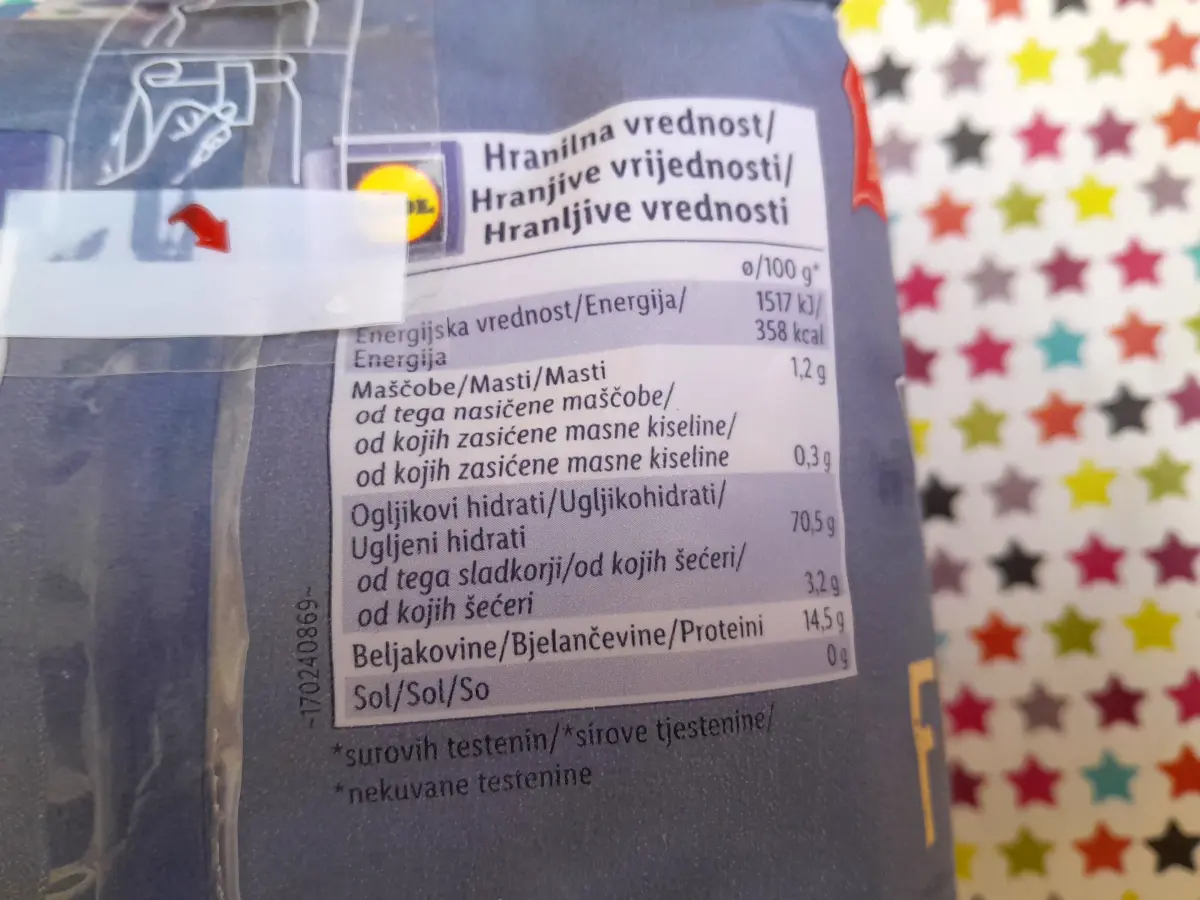 Hranilna vrednost/
Hranjive vrijednosti/
Hranljive vrednosti
ø/100 g*
Energijska vrednost/Energija/
Energija
1517 kJ/
358 kcal
Maščobe/Masti/Masti
1,2 g
od tega nasičene maščobe/
od kojih zasićene masne kiseline/
od kojih zasićene masne kiseline
0,3 g
Ogljikovi hidrati/Ugljikohidrati/
Ugljeni hidrati
70,5 g
od tega sladkorji/od kojih šećeri/
od kojih šećeri
3,2 g
Beljakovine/Bjelančevine/Proteini
14,5 g
Sol/Sol/So
0 g
*surovih testenin/*sirove tjestenine/
*nekuvane testenine
~170240869~